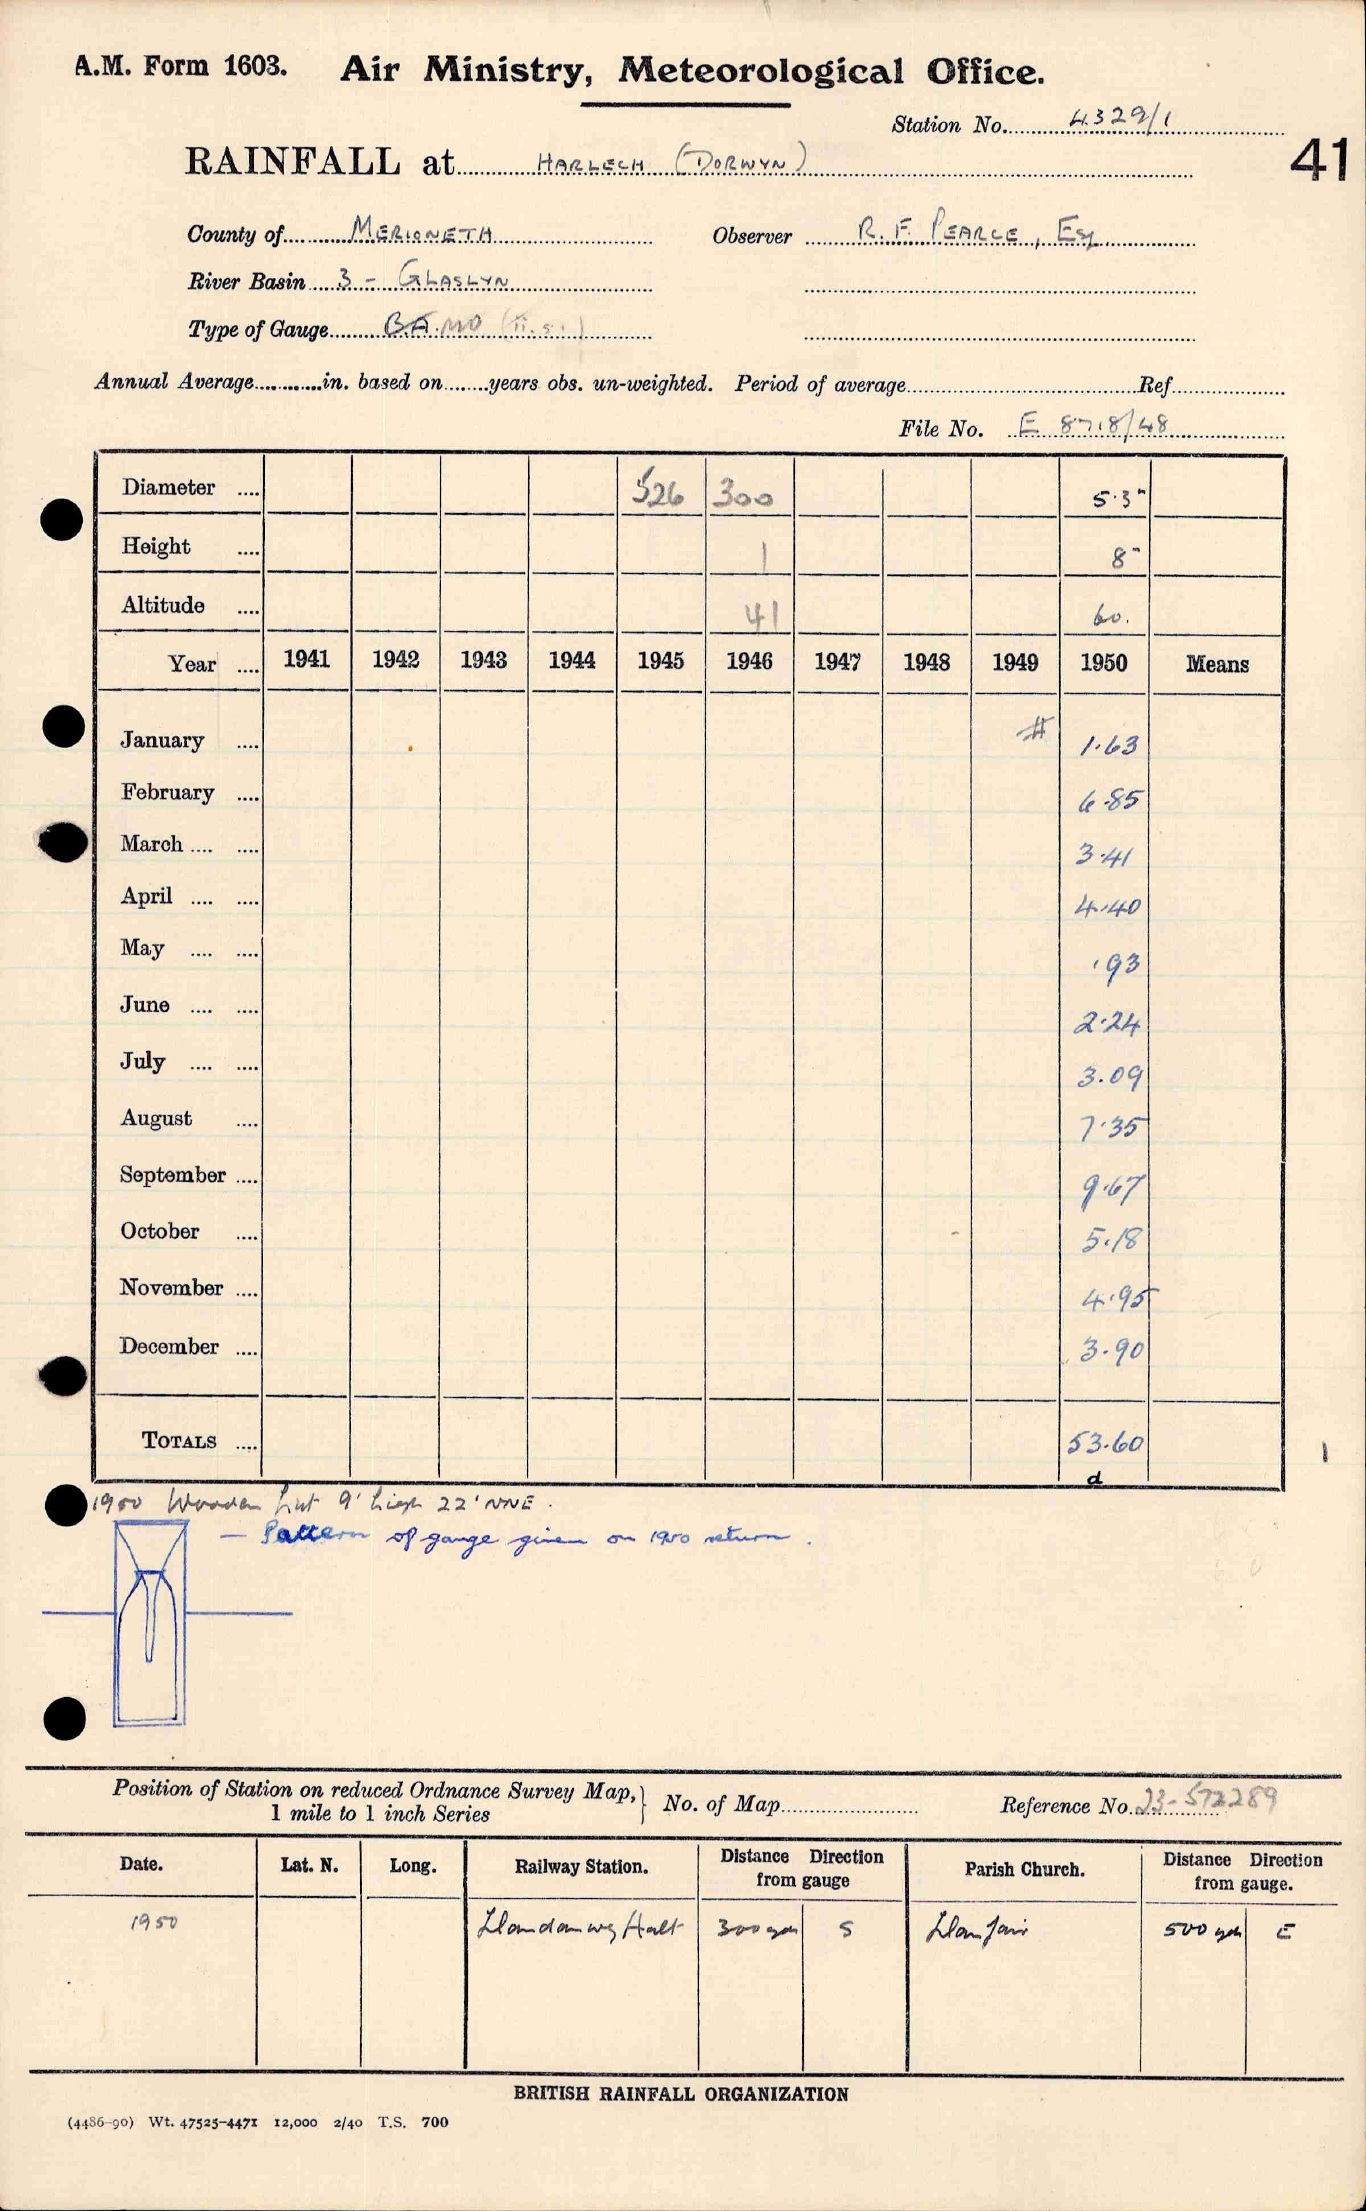 A.M. Form 1603. Air Ministry, Meteorological Office.
Station No. 4329/1
41
RAINFALL at HARLECH (DORWYN)
County of MERIONETH Observer R. F. PEARCE, Esq.
River Basin 3 - GLASLYN
Type of Gauge B.A. MO
Annual Average in. based on years obs. un-weighted. Period of average Ref
File No. E 8718/48
Diameter .... 526 300 5.3"
Height .... 1 8"
Altitude .... 41 60.
Year .... 1941 1942 1943 1944 1945 1946 1947 1948 1949 1950 Means
January .... # 1.63
February .... 6.85
March .... .... 3.41
April .... .... 4.40
May .... .... .93
June .... .... 2.24
July .... .... 3.09
August .... 7.35
September .... 9.67
October .... 5.18
November .... 4.95
December .... 3.90
TOTALS .... 53.60
d
1950 Wooden hut 9' high 22' NNE.
— Pattern of gauge given on 1950 return.
Position of Station on reduced Ordnance Survey Map, } No. of Map Reference No. 23-572289
1 mile to 1 inch Series
Date. Lat. N. Long. Railway Station. Distance Direction from gauge Parish Church. Distance Direction from gauge.
1950 Llandanwg Halt 300 yds S Llanfair 500 yds E
BRITISH RAINFALL ORGANIZATION
(4486-90) Wt. 47525-4471 12,000 2/40 T.S. 700